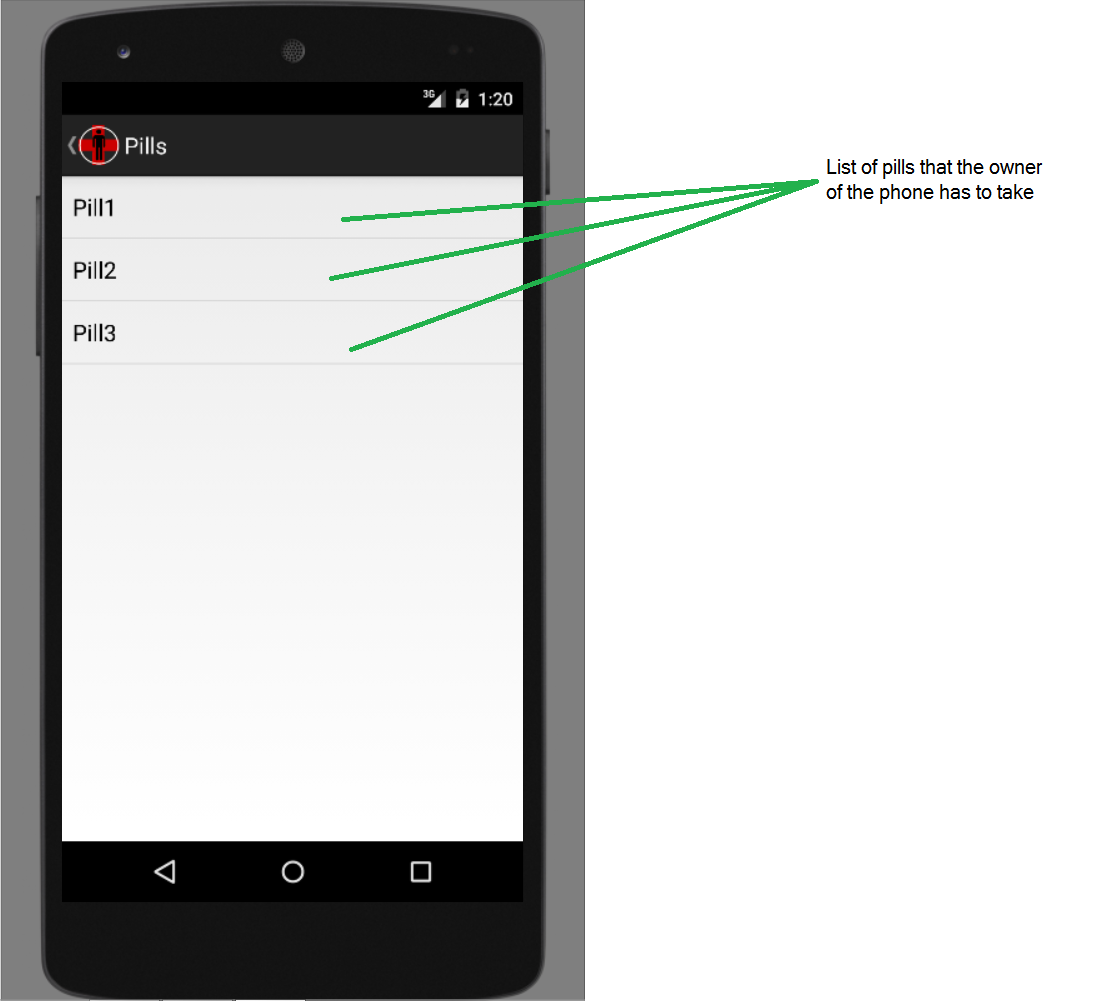 3G 1:20
Pills
Pill1
Pill2
Pill3
List of pills that the owner
of the phone has to take